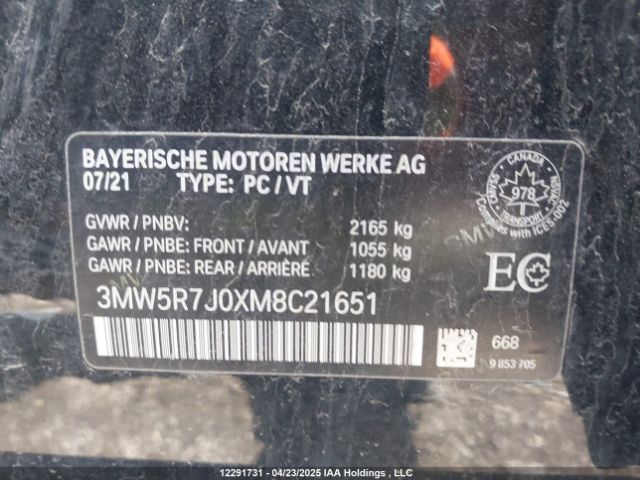 BAYERISCHE MOTOREN WERKE AG
07/21 TYPE: PC / VT
GVWR / PNBV: 2165 kg
GAWR / PNBE: FRONT / AVANT 1055 kg
GAWR / PNBE: REAR / ARRIÈRE 1180 kg
3MW5R7J0XM8C21651
CANADA
978
TRANSPORT
Complies with ICES-002
EC
668
9 853 705
12291731 - 04/23/2025 IAA Holdings , LLC